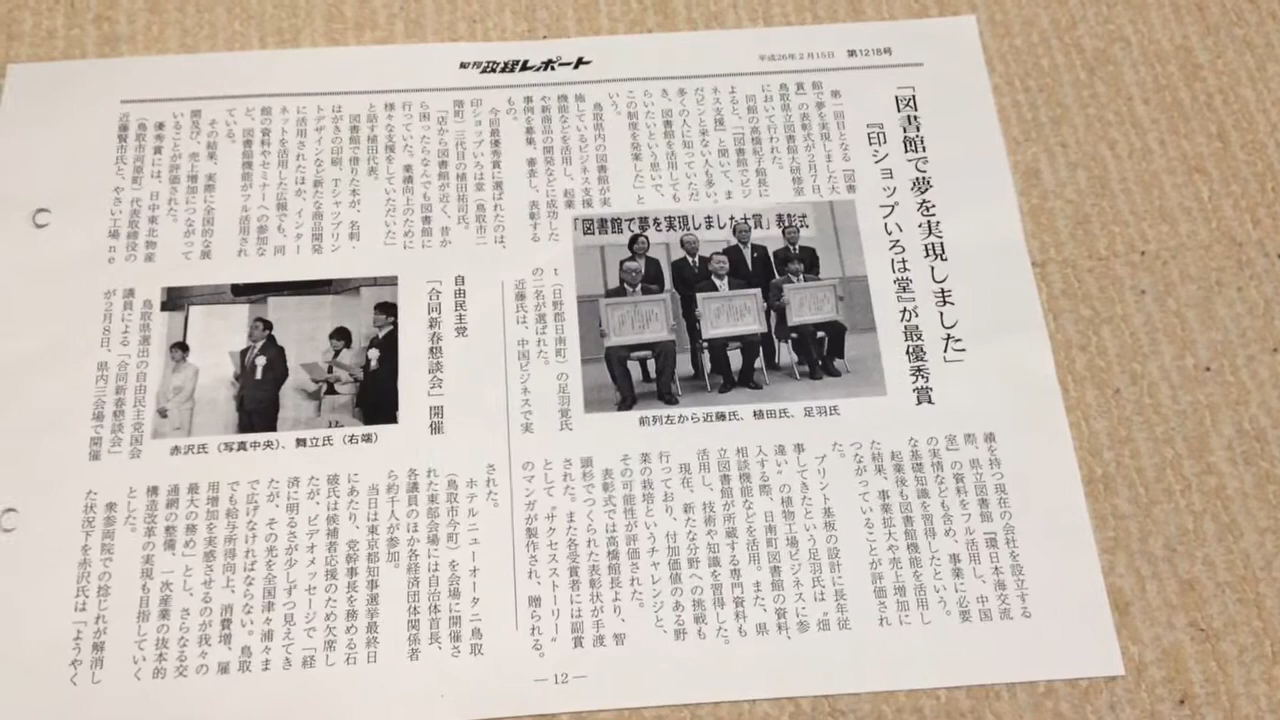 旬刊 政経レポート
平成26年2月15日 第1218号
「図書館で夢を実現しました」
『印ショップいろは堂』が最優秀賞
第一回目となる「図書
館で夢を実現しました大
賞」の表彰式が2月7日、
鳥取県立図書館大研修室
において行われた。
同館の高橋紀子館長に
よると、「『図書館でビジ
ネス支援』と聞いて、ま
だピンと来ない人も多い。
多くの人に知っていただ
き、図書館を活用しても
らいたいという思いで、
この制度を発案した」と
いう。
鳥取県内の図書館が実
施しているビジネス支援
機能などを活用し、起業
や新商品の開発などに成功した
事例を募集、審査し、表彰する
もの。
今回最優秀賞に選ばれたのは、
印ショップいろは堂（鳥取市二
階町）三代目の植田祐司氏。
「店から図書館が近く、昔か
ら困ったらなんでも図書館に
行っていた。業績向上のために
様々な支援をしていただいた」
と話す植田代表。
図書館で借りた本が、名刺・
はがきの印刷、Tシャツプリン
トデザインなど新たな商品開発
に活用されたほか、インター
ネットを活用した広報でも、同
館の資料やセミナーへの参加な
ど、図書館機能がフル活用され
ている。
その結果、実際に全国的な展
開及び、売上増加につながって
いることが評価された。
優秀賞には、日中東北物産
（鳥取市河原町）代表取締役の
近藤賢市氏と、やさい工場ne
「図書館で夢を実現しました大賞」表彰式
前列左から近藤氏、植田氏、足羽氏
t（日野郡日南町）の足羽覚氏
の二名が選ばれた。
近藤氏は、中国ビジネスで実
績を持つ現在の会社を設立する
際、県立図書館『環日本海交流
室』の資料をフル活用し、中国
の実情なども含め、事業に必要
な基礎知識を習得したという。
起業後も図書館機能を活用し
た結果、事業拡大や売上増加に
つながっていることが評価され
た。
プリント基板の設計に長年従
事してきたという足羽氏は〝畑
違い〟の植物工場ビジネスに参
入する際、日南町図書館の資料、
相談機能などを活用。また、県
立図書館が所蔵する専門資料も
活用し、技術や知識を習得した。
現在、新たな分野への挑戦も
行っており、付加価値のある野
菜の栽培というチャレンジと、
その可能性が評価された。
表彰式では高橋館長より、智
頭杉でつくられた表彰状が手渡
された。また各受賞者には副賞
として〝サクセスストーリー〟
のマンガが製作され、贈られる。
自由民主党
「合同新春懇談会」開催
赤沢氏（写真中央）、舞立氏（右端）
鳥取県選出の自由民主党国会
議員による「合同新春懇談会」
が2月8日、県内三会場で開催
された。
ホテルニューオータニ鳥取
（鳥取市今町）を会場に開催さ
れた東部会場には自治体首長、
各議員のほか各経済団体関係者
ら約千人が参加。
当日は東京都知事選挙最終日
にあたり、党幹事長を務める石
破氏は候補者応援のため欠席し
たが、ビデオメッセージで「経
済に明るさが少しずつ見えてき
たが、その光を全国津々浦々ま
で広げなければならない。鳥取
でも給与所得向上、消費増、雇
用増加を実感させるのが我々の
最大の務め」とし、さらなる交
通網の整備、一次産業の抜本的
構造改革の実現も目指していく
とした。
衆参両院での捻じれが解消し
た状況下を赤沢氏は「ようやく
―12―